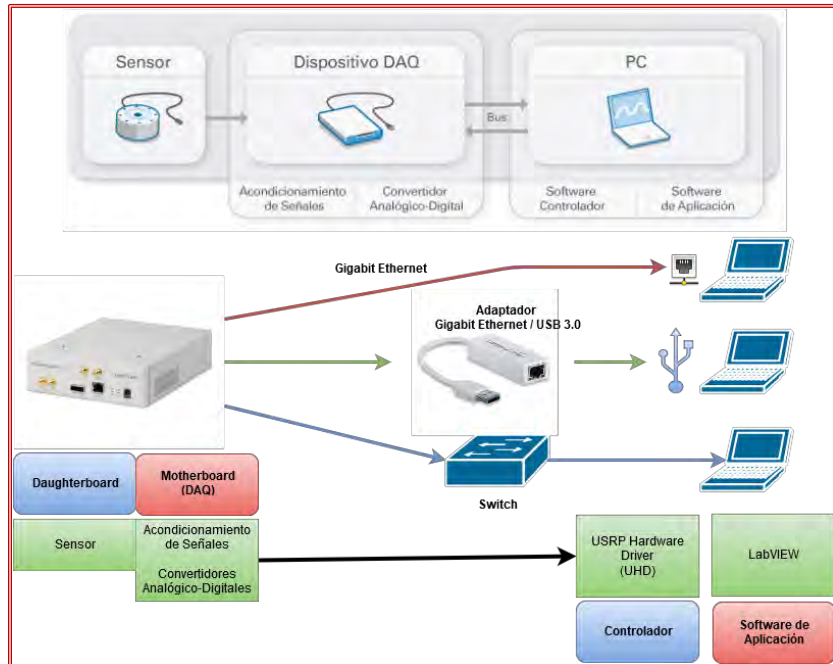 Sensor
Dispositivo DAQ
PC
Bus
Acondicionamiento
de Señales
Convertidor
Analógico-Digital
Software
Controlador
Software
de Aplicación
Gigabit Ethernet
Adaptador
Gigabit Ethernet / USB 3.0
Switch
Daughterboard
Motherboard
(DAQ)
Sensor
Acondicionamiento
de Señales
Convertidores
Analógico-Digitales
USRP Hardware
Driver
(UHD)
LabVIEW
Controlador
Software de
Aplicación